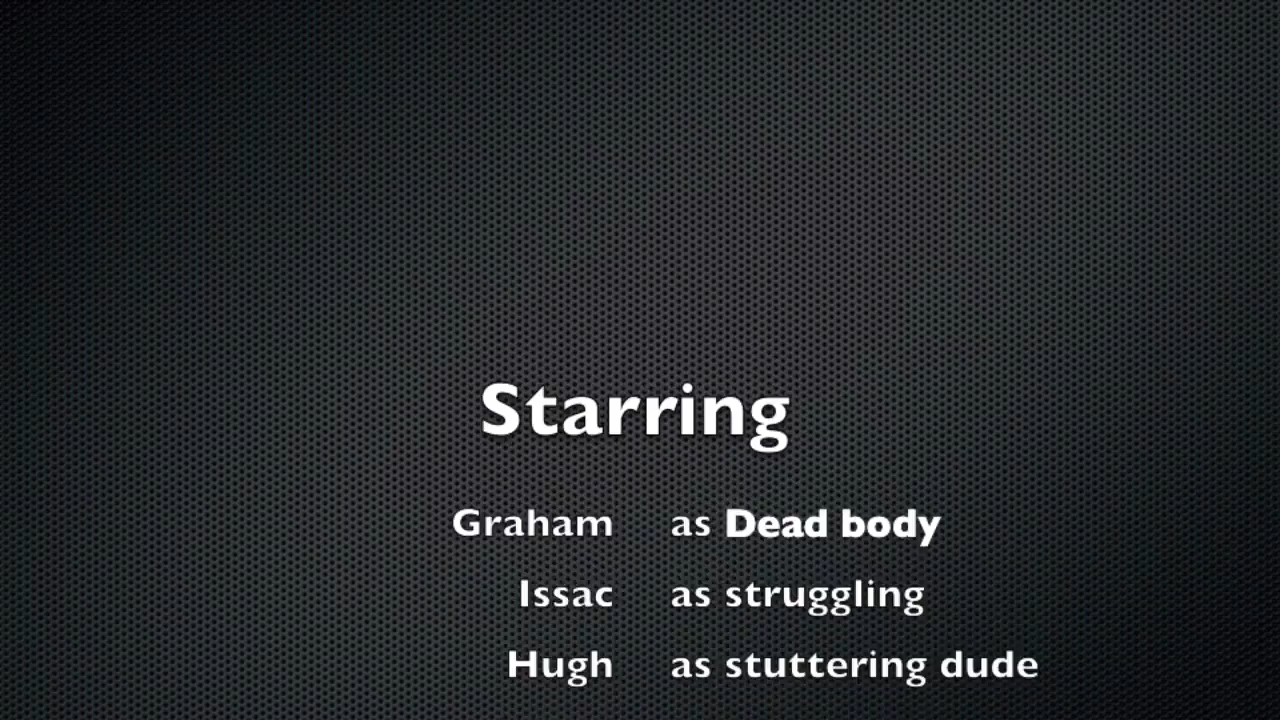 Starring
Graham as Dead body
Issac as struggling
Hugh as stuttering dude